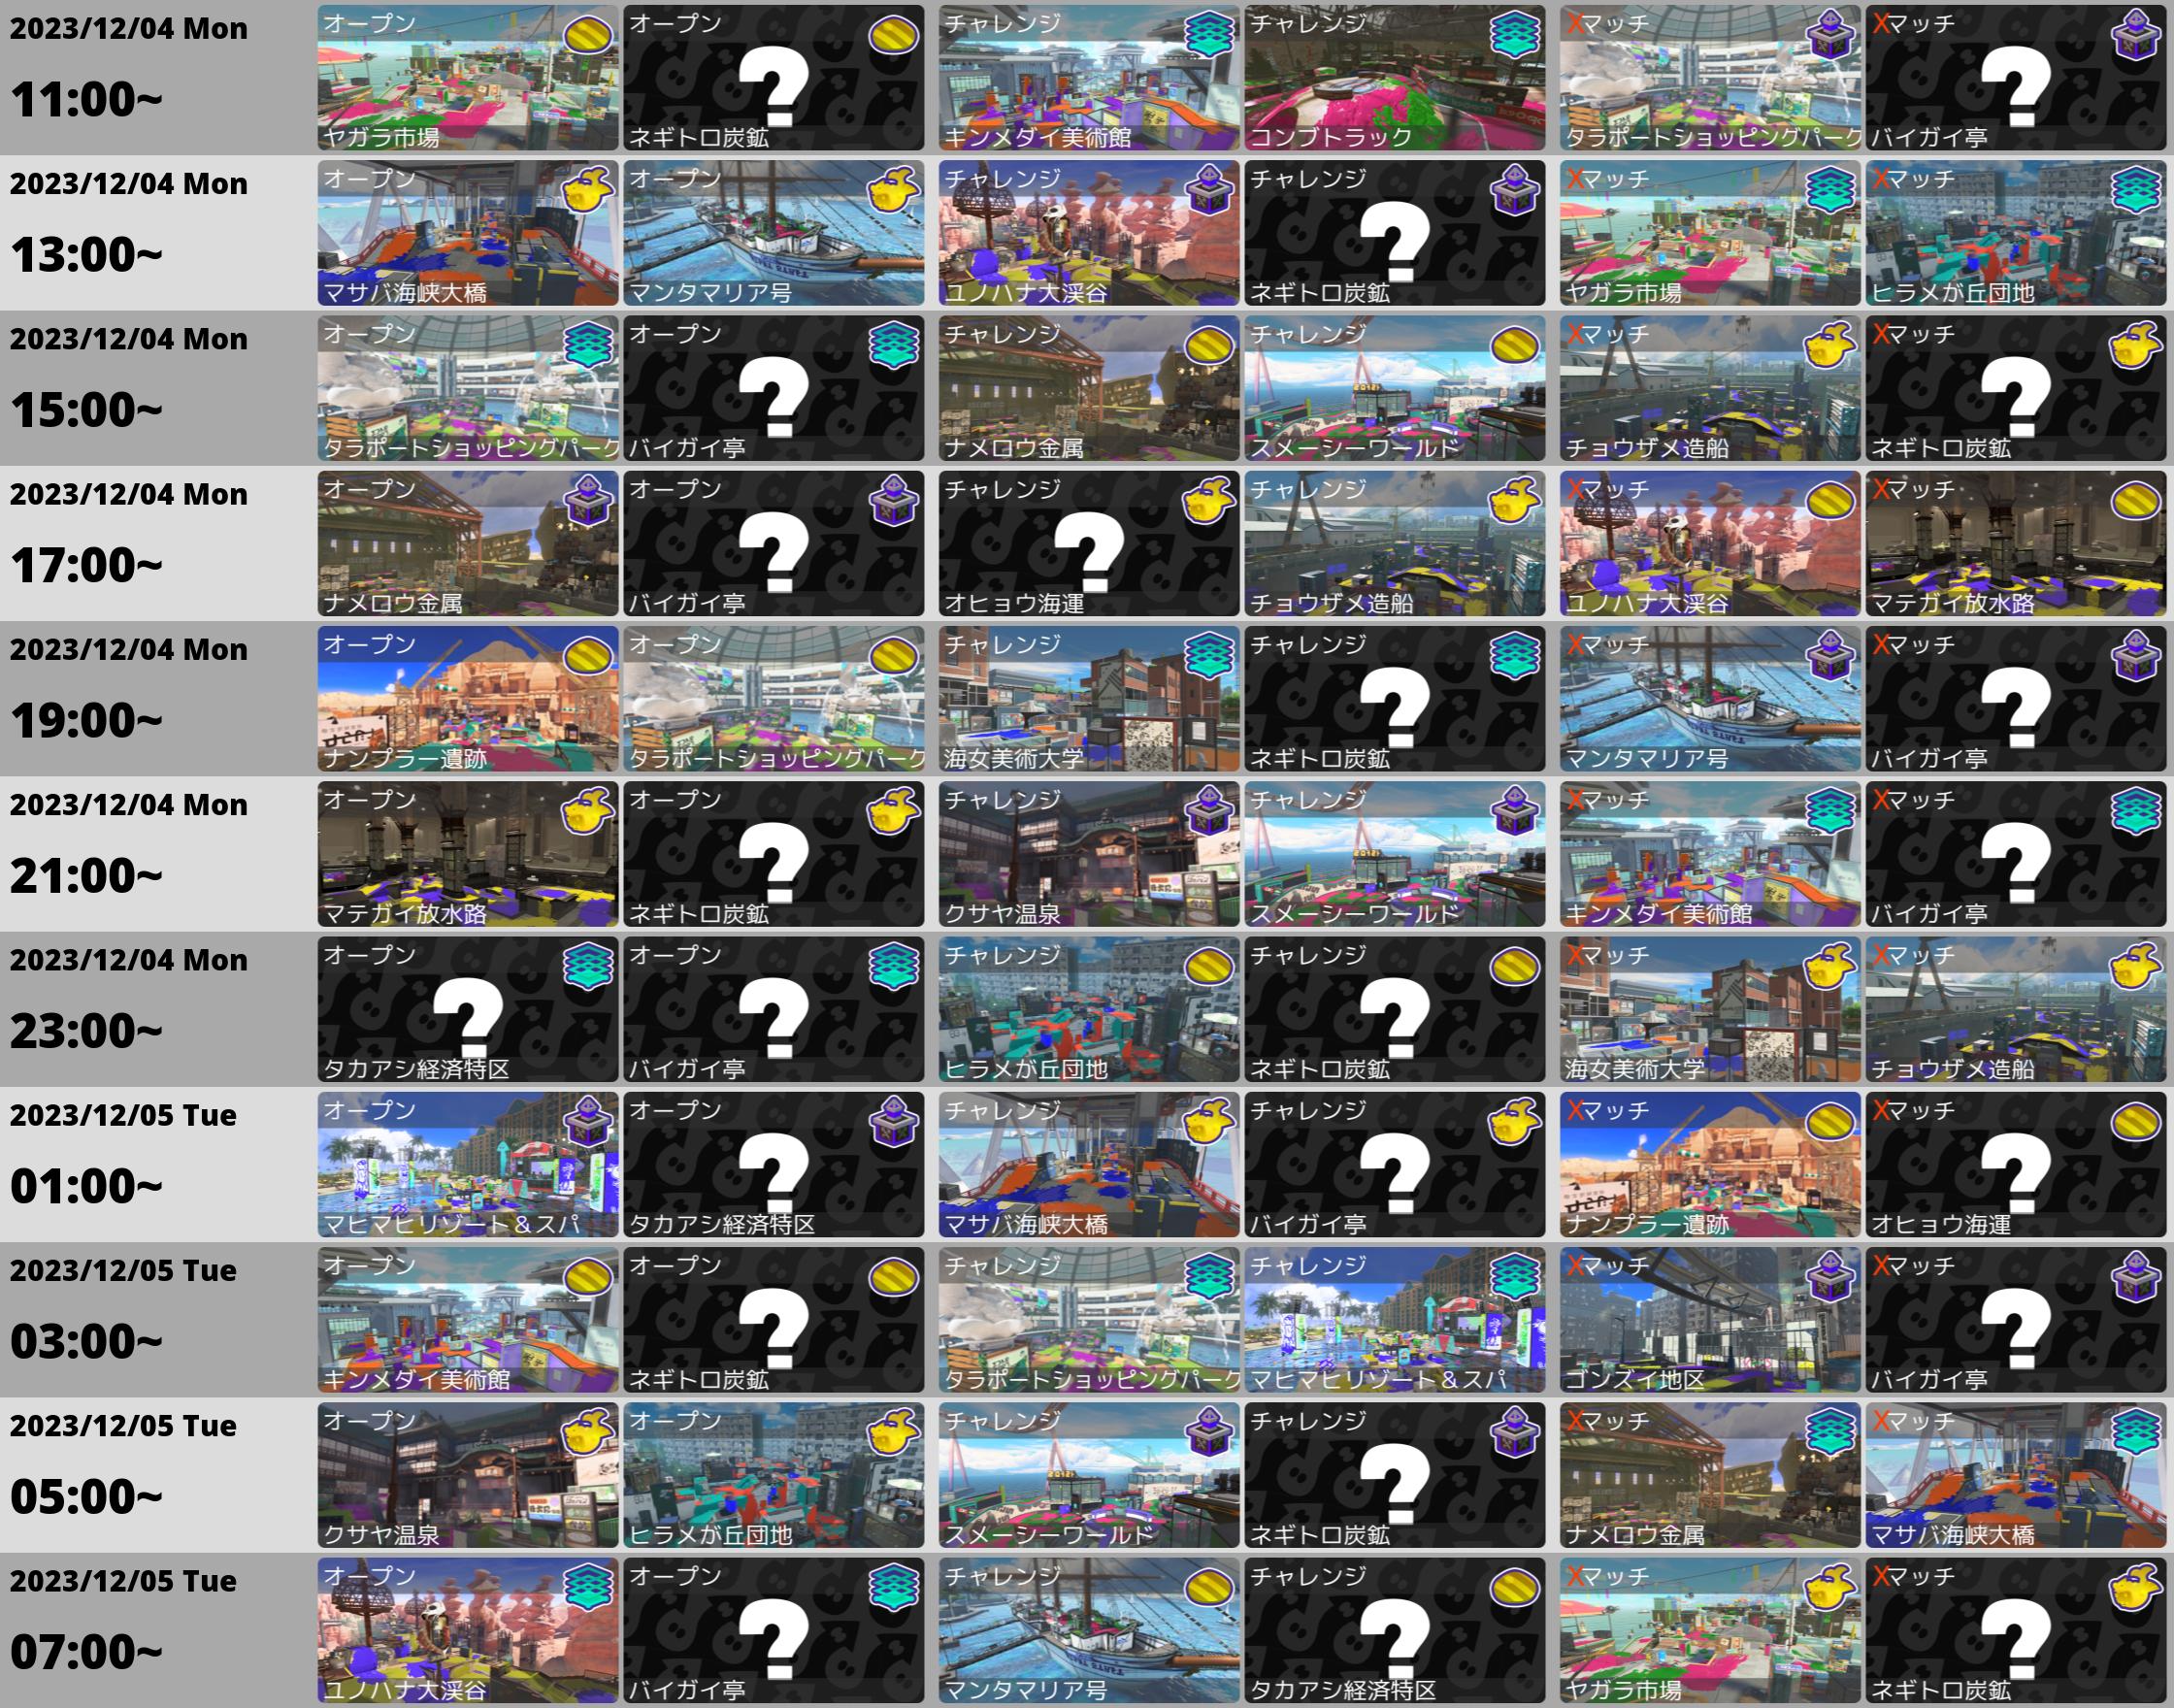 2023/12/04 Mon
11:00~
オープン
ヤガラ市場
オープン
ネギトロ炭鉱
チャレンジ
キンメダイ美術館
チャレンジ
コンブトラック
Xマッチ
タラポートショッピングパーク
Xマッチ
バイガイ亭
2023/12/04 Mon
13:00~
オープン
マサバ海峡大橋
オープン
マンタマリア号
チャレンジ
ユノハナ大渓谷
チャレンジ
ネギトロ炭鉱
Xマッチ
ヤガラ市場
Xマッチ
ヒラメが丘団地
2023/12/04 Mon
15:00~
オープン
タラポートショッピングパーク
オープン
バイガイ亭
チャレンジ
ナメロウ金属
チャレンジ
スメーシーワールド
Xマッチ
チョウザメ造船
Xマッチ
ネギトロ炭鉱
2023/12/04 Mon
17:00~
オープン
ナメロウ金属
オープン
バイガイ亭
チャレンジ
オヒョウ海運
チャレンジ
チョウザメ造船
Xマッチ
ユノハナ大渓谷
Xマッチ
マテガイ放水路
2023/12/04 Mon
19:00~
オープン
ナンプラー遺跡
オープン
タラポートショッピングパーク
チャレンジ
海女美術大学
チャレンジ
ネギトロ炭鉱
Xマッチ
マンタマリア号
Xマッチ
バイガイ亭
2023/12/04 Mon
21:00~
オープン
マテガイ放水路
オープン
ネギトロ炭鉱
チャレンジ
クサヤ温泉
チャレンジ
スメーシーワールド
Xマッチ
キンメダイ美術館
Xマッチ
バイガイ亭
2023/12/04 Mon
23:00~
オープン
タカアシ経済特区
オープン
バイガイ亭
チャレンジ
ヒラメが丘団地
チャレンジ
ネギトロ炭鉱
Xマッチ
海女美術大学
Xマッチ
チョウザメ造船
2023/12/05 Tue
01:00~
オープン
マヒマヒリゾート&スパ
オープン
タカアシ経済特区
チャレンジ
マサバ海峡大橋
チャレンジ
バイガイ亭
Xマッチ
ナンプラー遺跡
Xマッチ
オヒョウ海運
2023/12/05 Tue
03:00~
オープン
キンメダイ美術館
オープン
ネギトロ炭鉱
チャレンジ
タラポートショッピングパーク
チャレンジ
マヒマヒリゾート&スパ
Xマッチ
ゴンズイ地区
Xマッチ
バイガイ亭
2023/12/05 Tue
05:00~
オープン
クサヤ温泉
オープン
ヒラメが丘団地
チャレンジ
スメーシーワールド
チャレンジ
ネギトロ炭鉱
Xマッチ
ナメロウ金属
Xマッチ
マサバ海峡大橋
2023/12/05 Tue
07:00~
オープン
ユノハナ大渓谷
オープン
バイガイ亭
チャレンジ
マンタマリア号
チャレンジ
タカアシ経済特区
Xマッチ
ヤガラ市場
Xマッチ
ネギトロ炭鉱